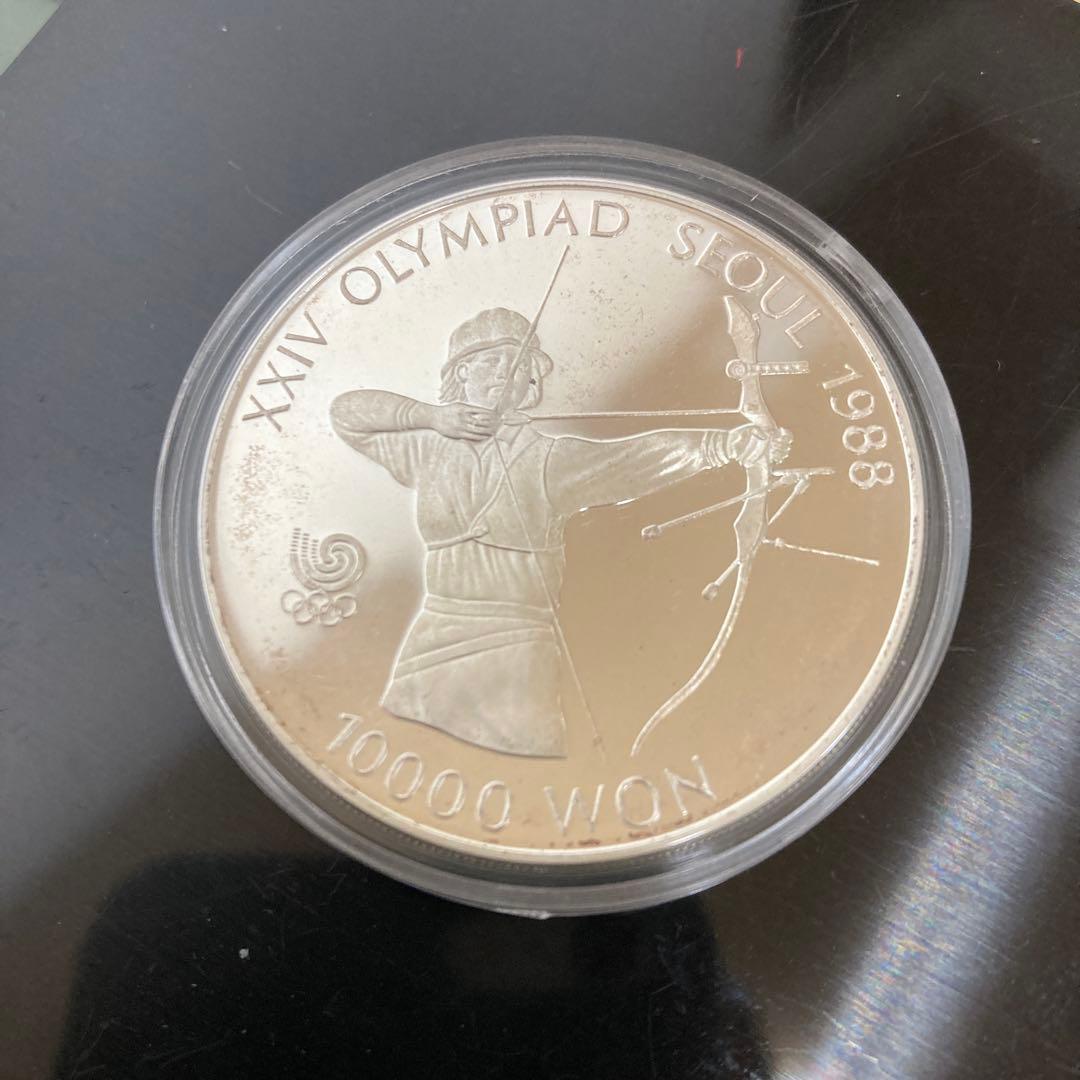 XXIV OLYMPIAD SEOUL 1988
10000 WON